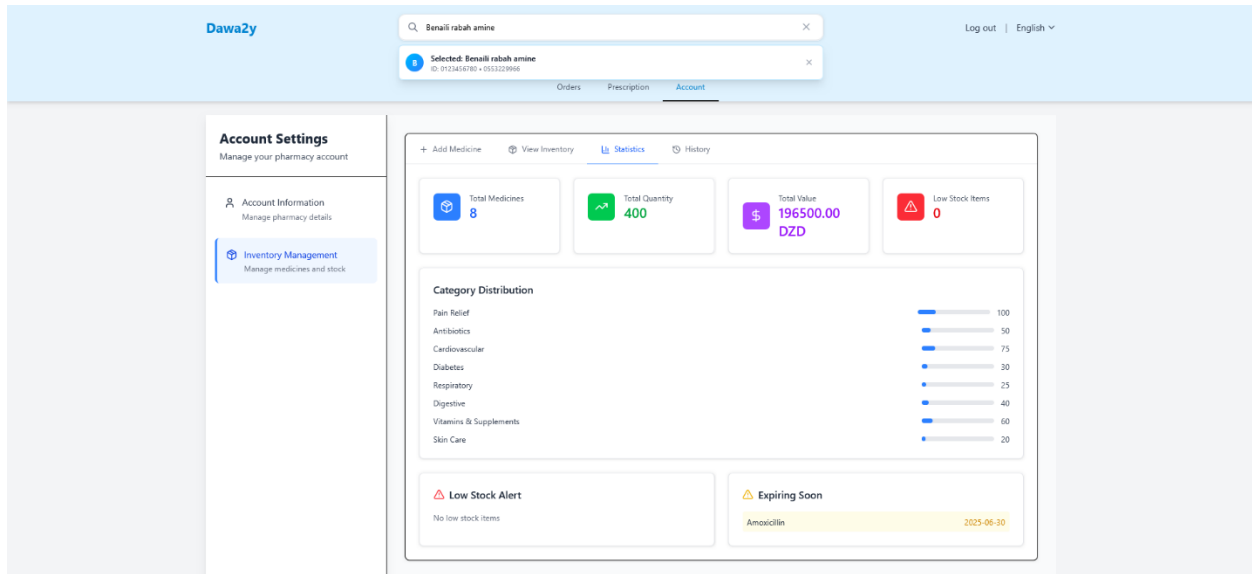 Dawa2y
Benaili rabah amine
Log out | English
Selected: Benaili rabah amine
B
ID: 0123456780 • 0553229966
Orders Prescription Account
Account Settings
Manage your pharmacy account
Account Information
Manage pharmacy details
Inventory Management
Manage medicines and stock
+ Add Medicine View Inventory Statistics History
Total Medicines
8
Total Quantity
400
Total Value
$
196500.00
DZD
Low Stock Items
0
Category Distribution
Pain Relief 100
Antibiotics 50
Cardiovascular 75
Diabetes 30
Respiratory 25
Digestive 40
Vitamins & Supplements 60
Skin Care 20
Low Stock Alert
No low stock items
Expiring Soon
Amoxicillin 2025-06-30